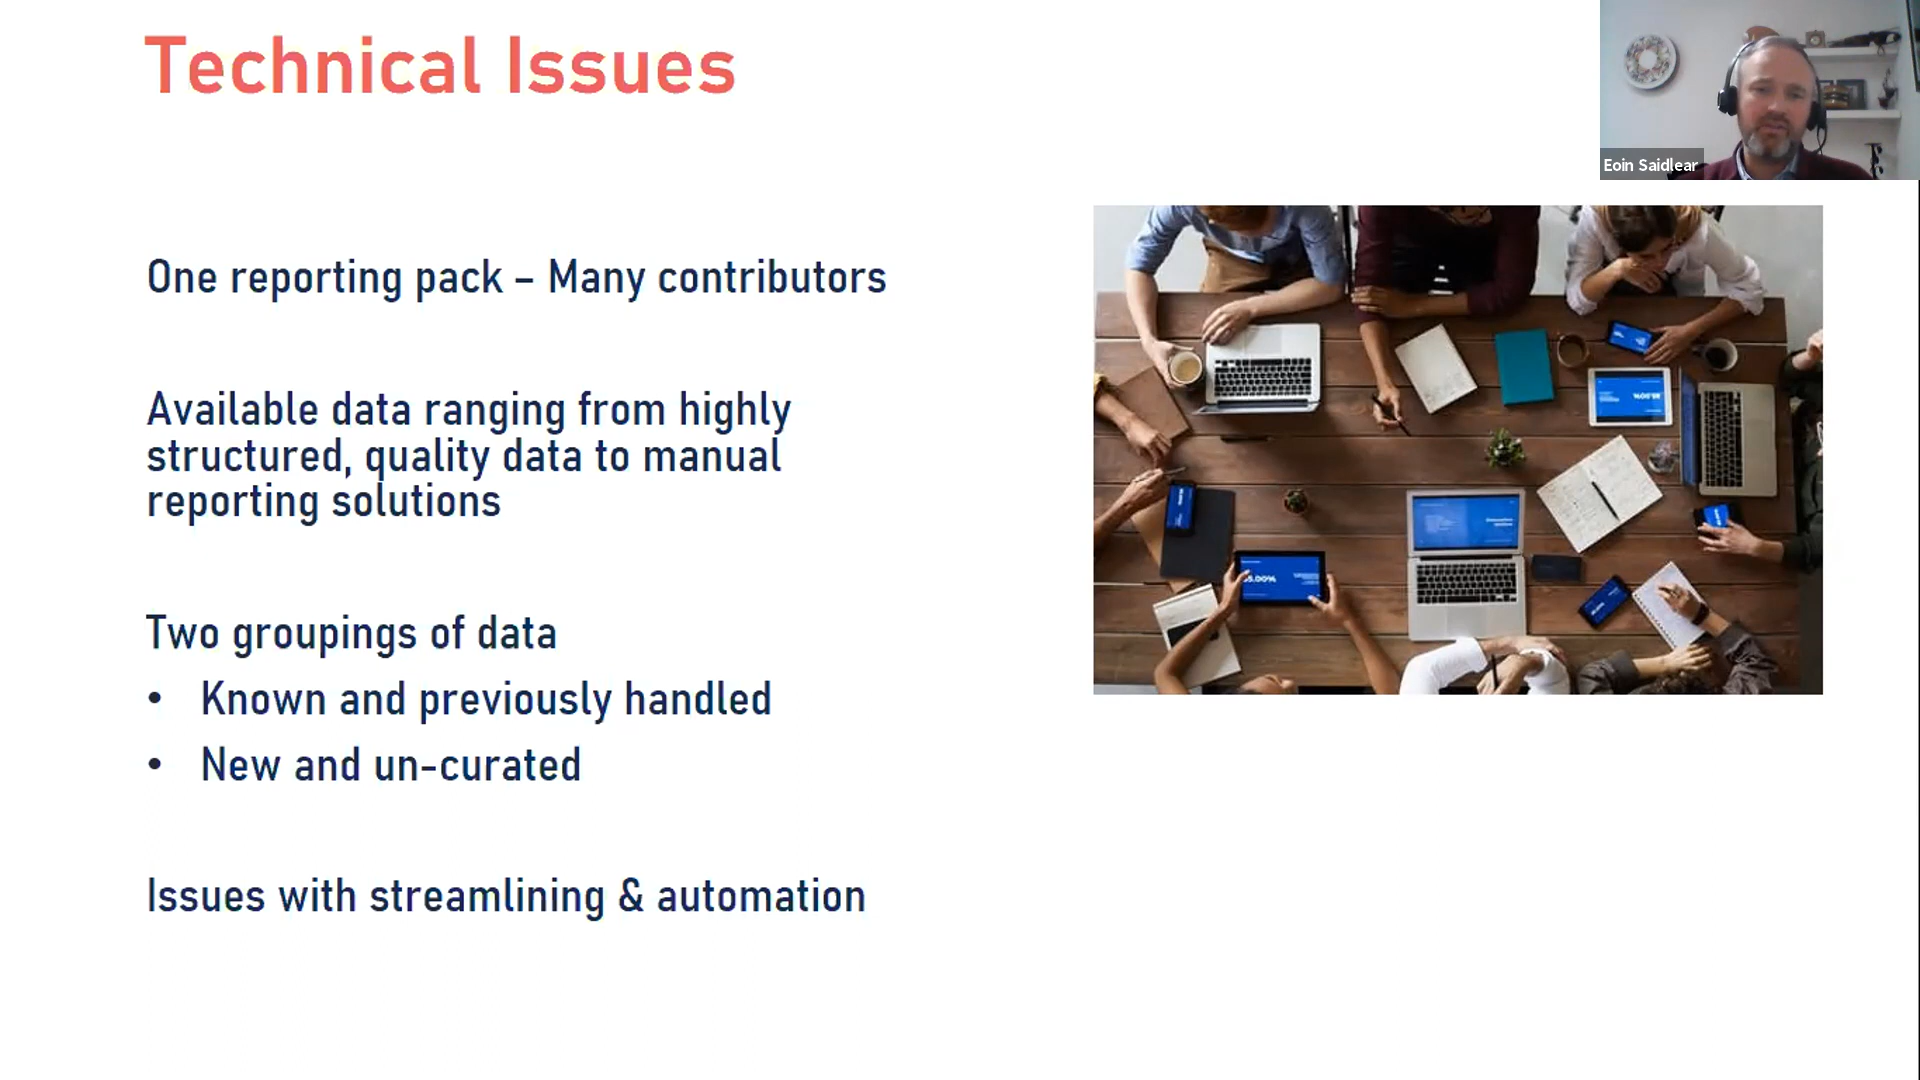 Technical Issues
Eoin Saidlear
One reporting pack – Many contributors
Available data ranging from highly
structured, quality data to manual
reporting solutions
Two groupings of data
• Known and previously handled
• New and un-curated
Issues with streamlining & automation